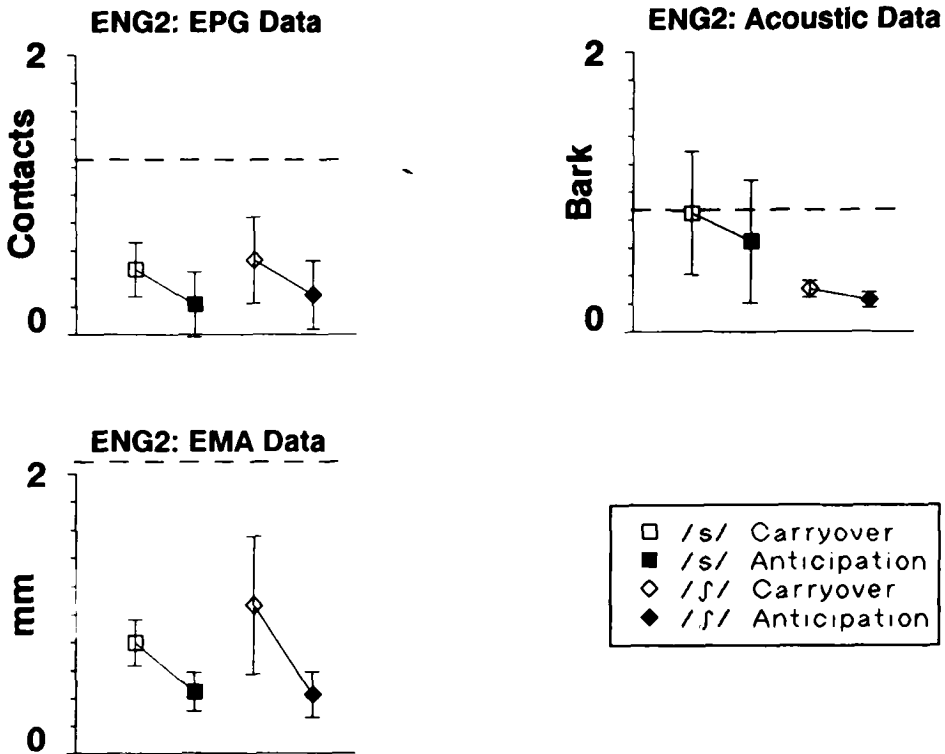 ENG2: EPG Data
2
Contacts
0
ENG2: Acoustic Data
2
Bark
0
ENG2: EMA Data
2
mm
0
/s/ Carryover
/s/ Anticipation
/ʃ/ Carryover
/ʃ/ Anticipation